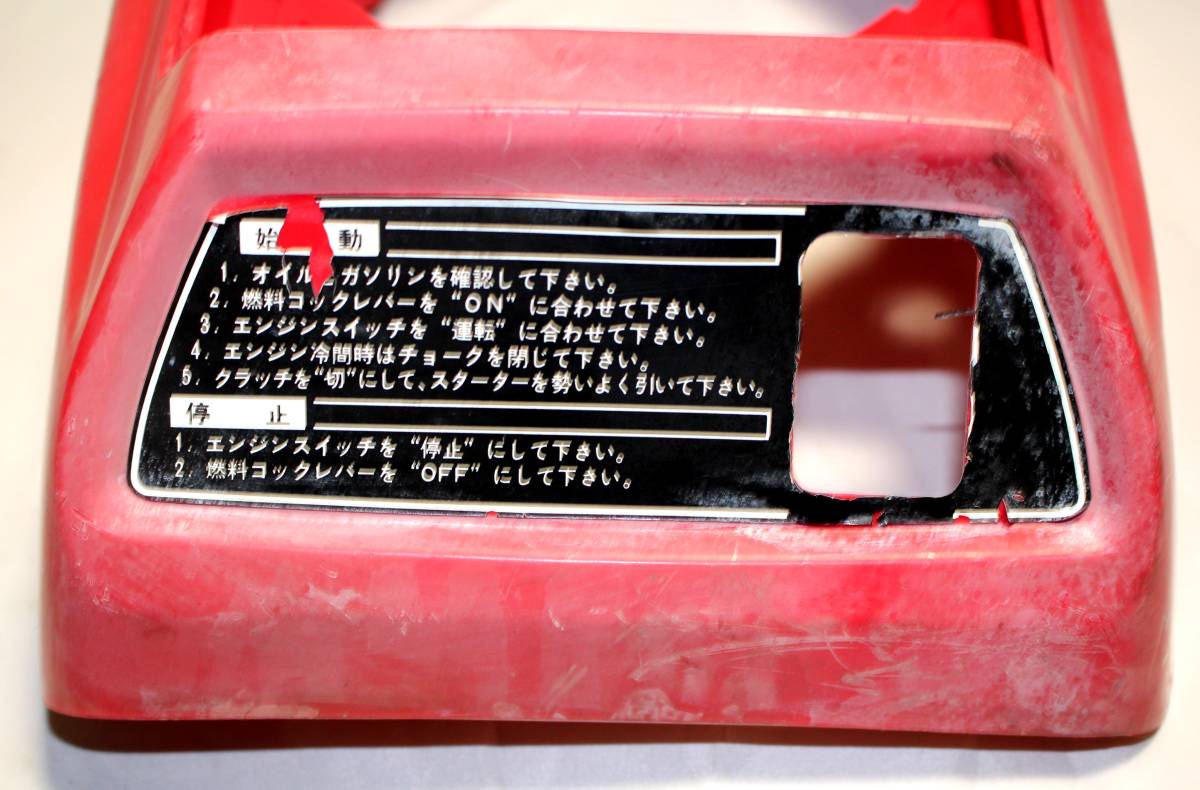 始 動
1. オイルとガソリンを確認して下さい。
2. 燃料コックレバーを “ON” に合わせて下さい。
3. エンジンスイッチを “運転” に合わせて下さい。
4. エンジン冷間時はチョークを閉じて下さい。
5. クラッチを“切”にして、スターターを勢いよく引いて下さい。
停 止
1. エンジンスイッチを “停止” にして下さい。
2. 燃料コックレバーを “OFF” にして下さい。